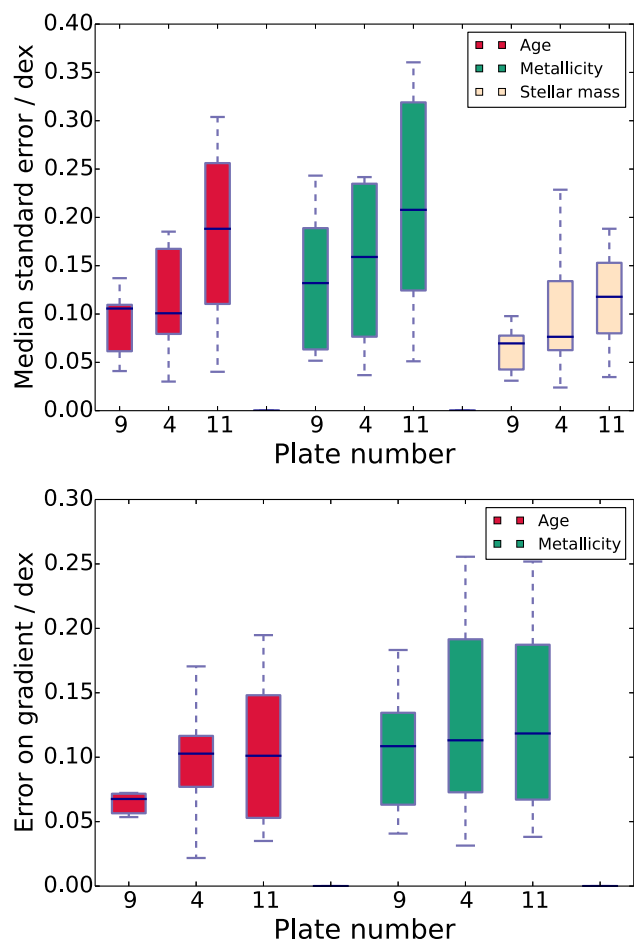 0.40
0.35
0.30
0.25
0.20
0.15
0.10
0.05
0.00
Median standard error / dex
Age
Metallicity
Stellar mass
9 4 11 9 4 11 9 4 11
Plate number
0.30
0.25
0.20
0.15
0.10
0.05
0.00
Error on gradient / dex
Age
Metallicity
9 4 11 9 4 11
Plate number